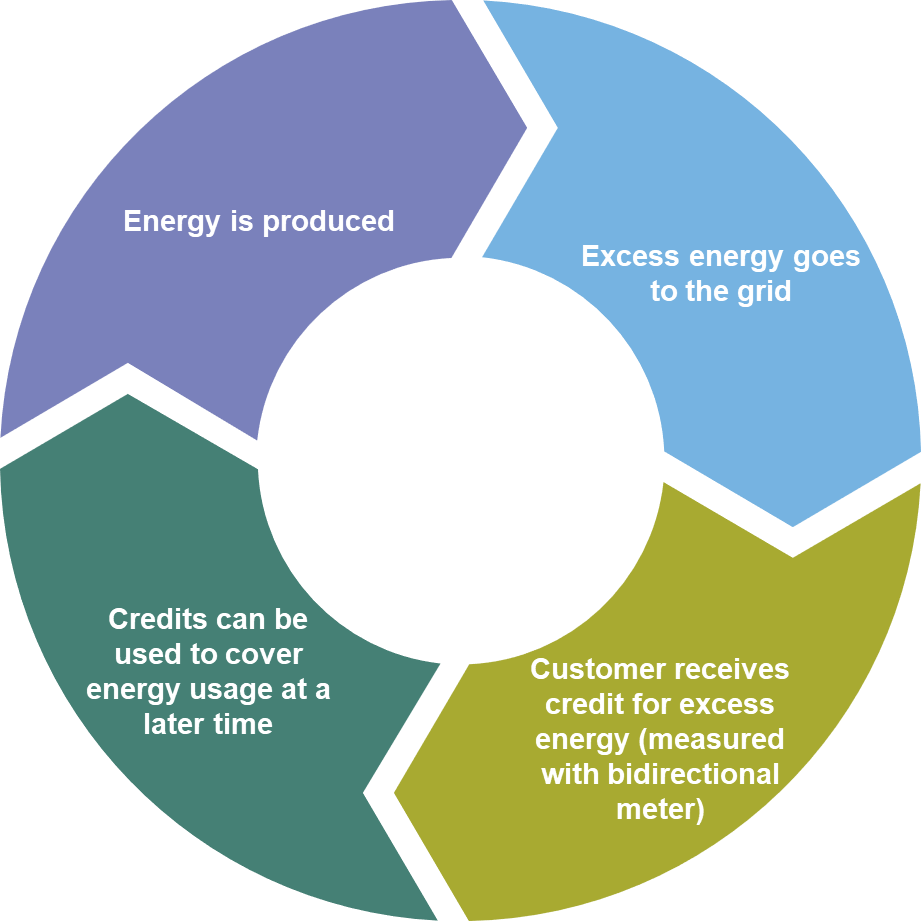 Energy is produced
Excess energy goes
to the grid
Customer receives
credit for excess
energy (measured
with bidirectional
meter)
Credits can be
used to cover
energy usage at a
later time